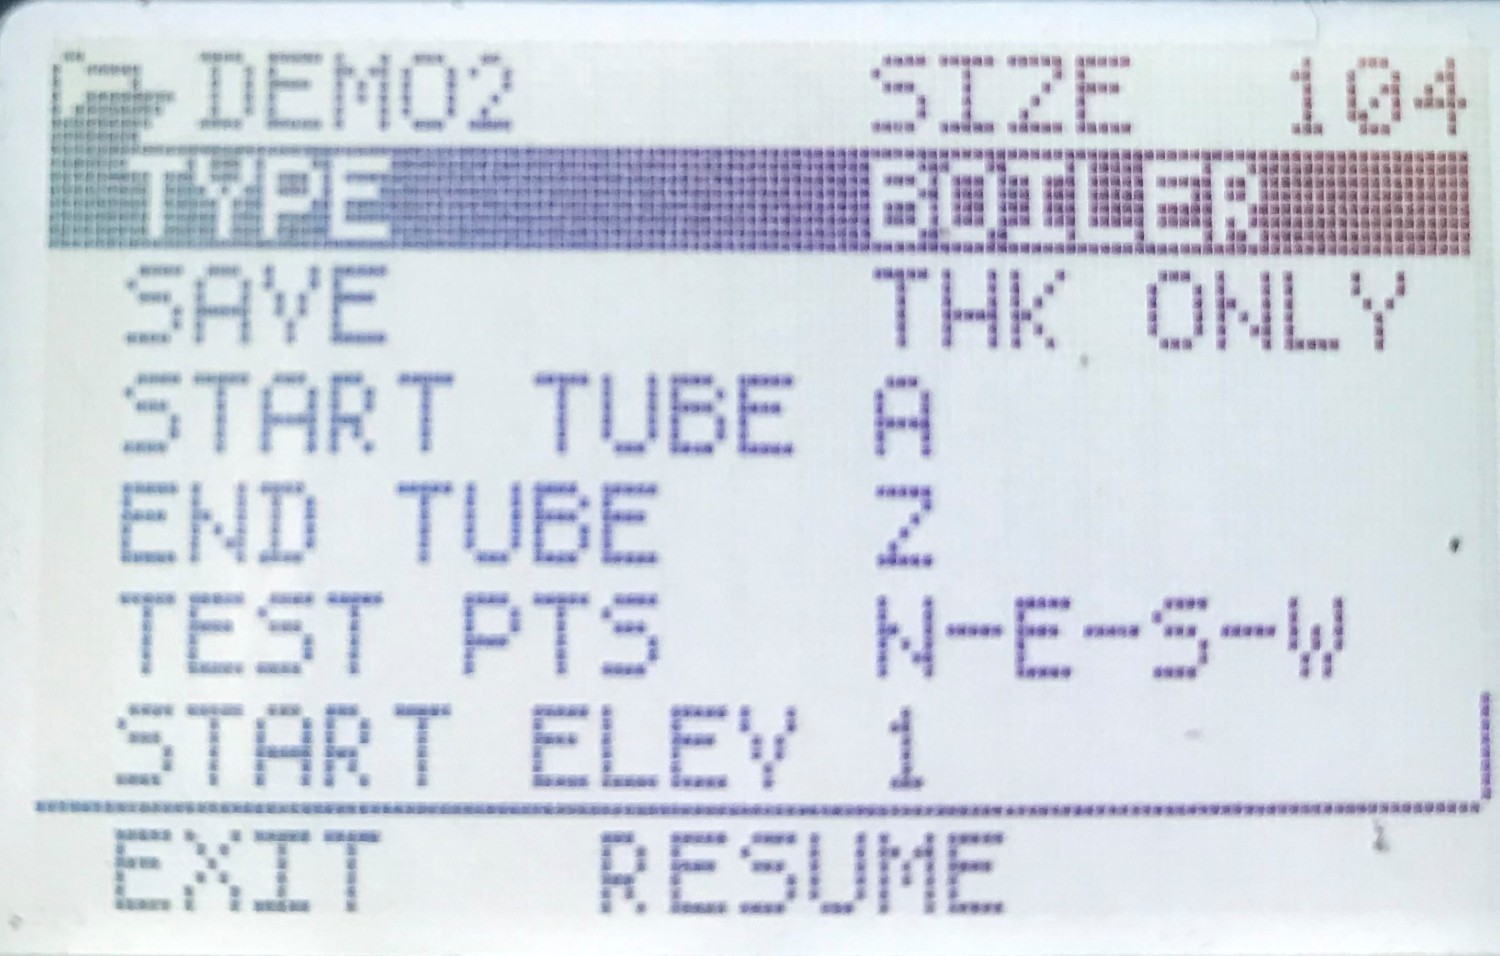 DEMO2 SIZE 104
TYPE BOILER
SAVE THK ONLY
START TUBE A
END TUBE Z
TEST PTS N-E-S-W
START ELEV 1
EXIT RESUME